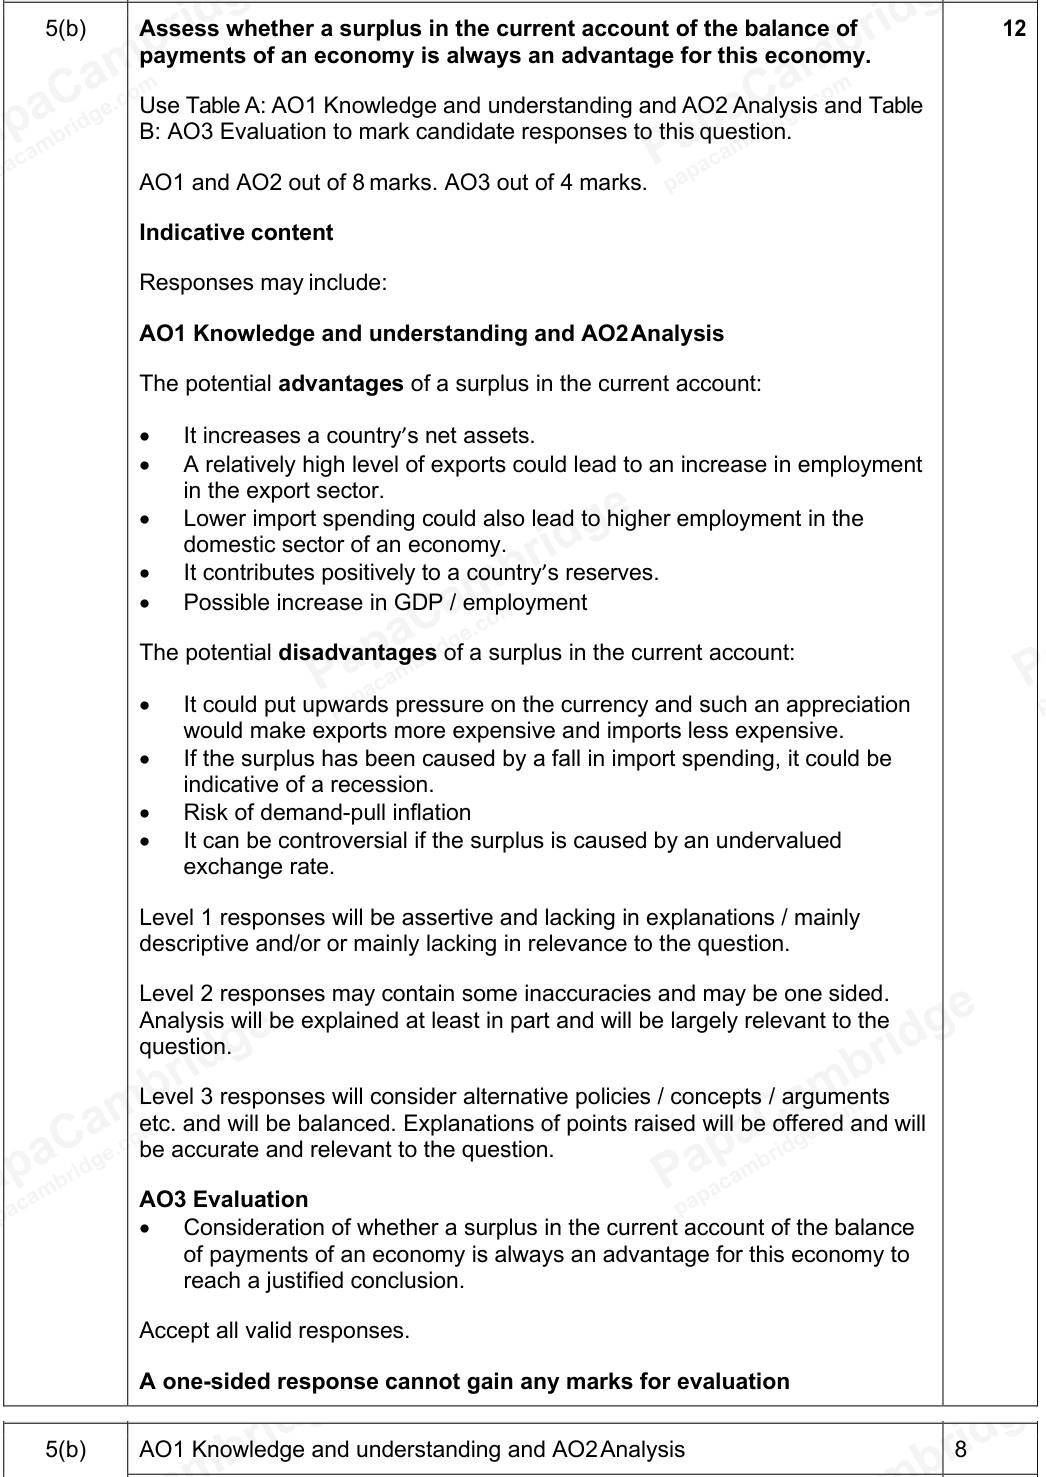 5(b) Assess whether a surplus in the current account of the balance of 12
payments of an economy is always an advantage for this economy.
Use Table A: AO1 Knowledge and understanding and AO2 Analysis and Table
B: AO3 Evaluation to mark candidate responses to this question.
AO1 and AO2 out of 8 marks. AO3 out of 4 marks.
Indicative content
Responses may include:
AO1 Knowledge and understanding and AO2 Analysis
The potential advantages of a surplus in the current account:
• It increases a country’s net assets.
• A relatively high level of exports could lead to an increase in employment
in the export sector.
• Lower import spending could also lead to higher employment in the
domestic sector of an economy.
• It contributes positively to a country’s reserves.
• Possible increase in GDP / employment
The potential disadvantages of a surplus in the current account:
• It could put upwards pressure on the currency and such an appreciation
would make exports more expensive and imports less expensive.
• If the surplus has been caused by a fall in import spending, it could be
indicative of a recession.
• Risk of demand-pull inflation
• It can be controversial if the surplus is caused by an undervalued
exchange rate.
Level 1 responses will be assertive and lacking in explanations / mainly
descriptive and/or or mainly lacking in relevance to the question.
Level 2 responses may contain some inaccuracies and may be one sided.
Analysis will be explained at least in part and will be largely relevant to the
question.
Level 3 responses will consider alternative policies / concepts / arguments
etc. and will be balanced. Explanations of points raised will be offered and will
be accurate and relevant to the question.
AO3 Evaluation
• Consideration of whether a surplus in the current account of the balance
of payments of an economy is always an advantage for this economy to
reach a justified conclusion.
Accept all valid responses.
A one-sided response cannot gain any marks for evaluation
5(b) AO1 Knowledge and understanding and AO2 Analysis 8
PapaCambridge
papacambridge.com